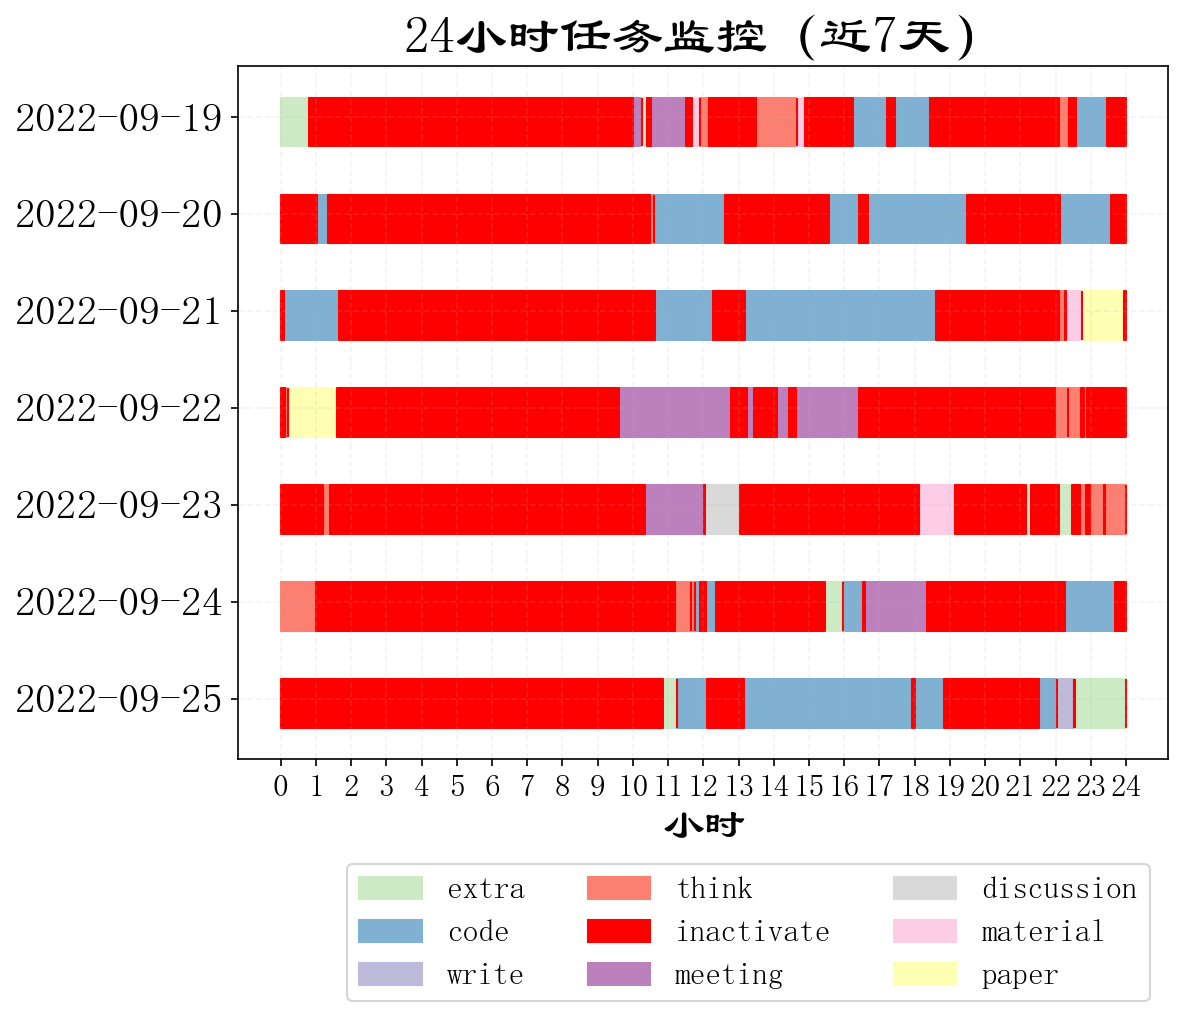 24小时任务监控 (近7天)
2022-09-19
2022-09-20
2022-09-21
2022-09-22
2022-09-23
2022-09-24
2022-09-25
0 1 2 3 4 5 6 7 8 9 10 11 12 13 14 15 16 17 18 19 20 21 22 23 24
小时
extra think discussion
code inactivate material
write meeting paper